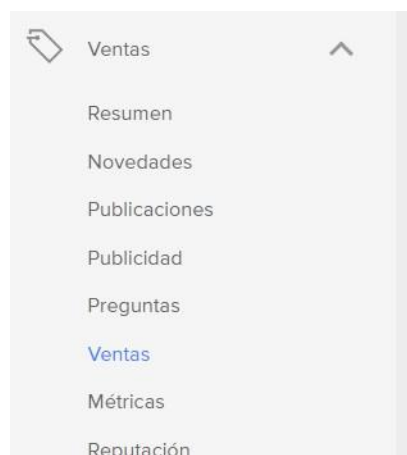 Ventas
Resumen
Novedades
Publicaciones
Publicidad
Preguntas
Ventas
Métricas
Reputación